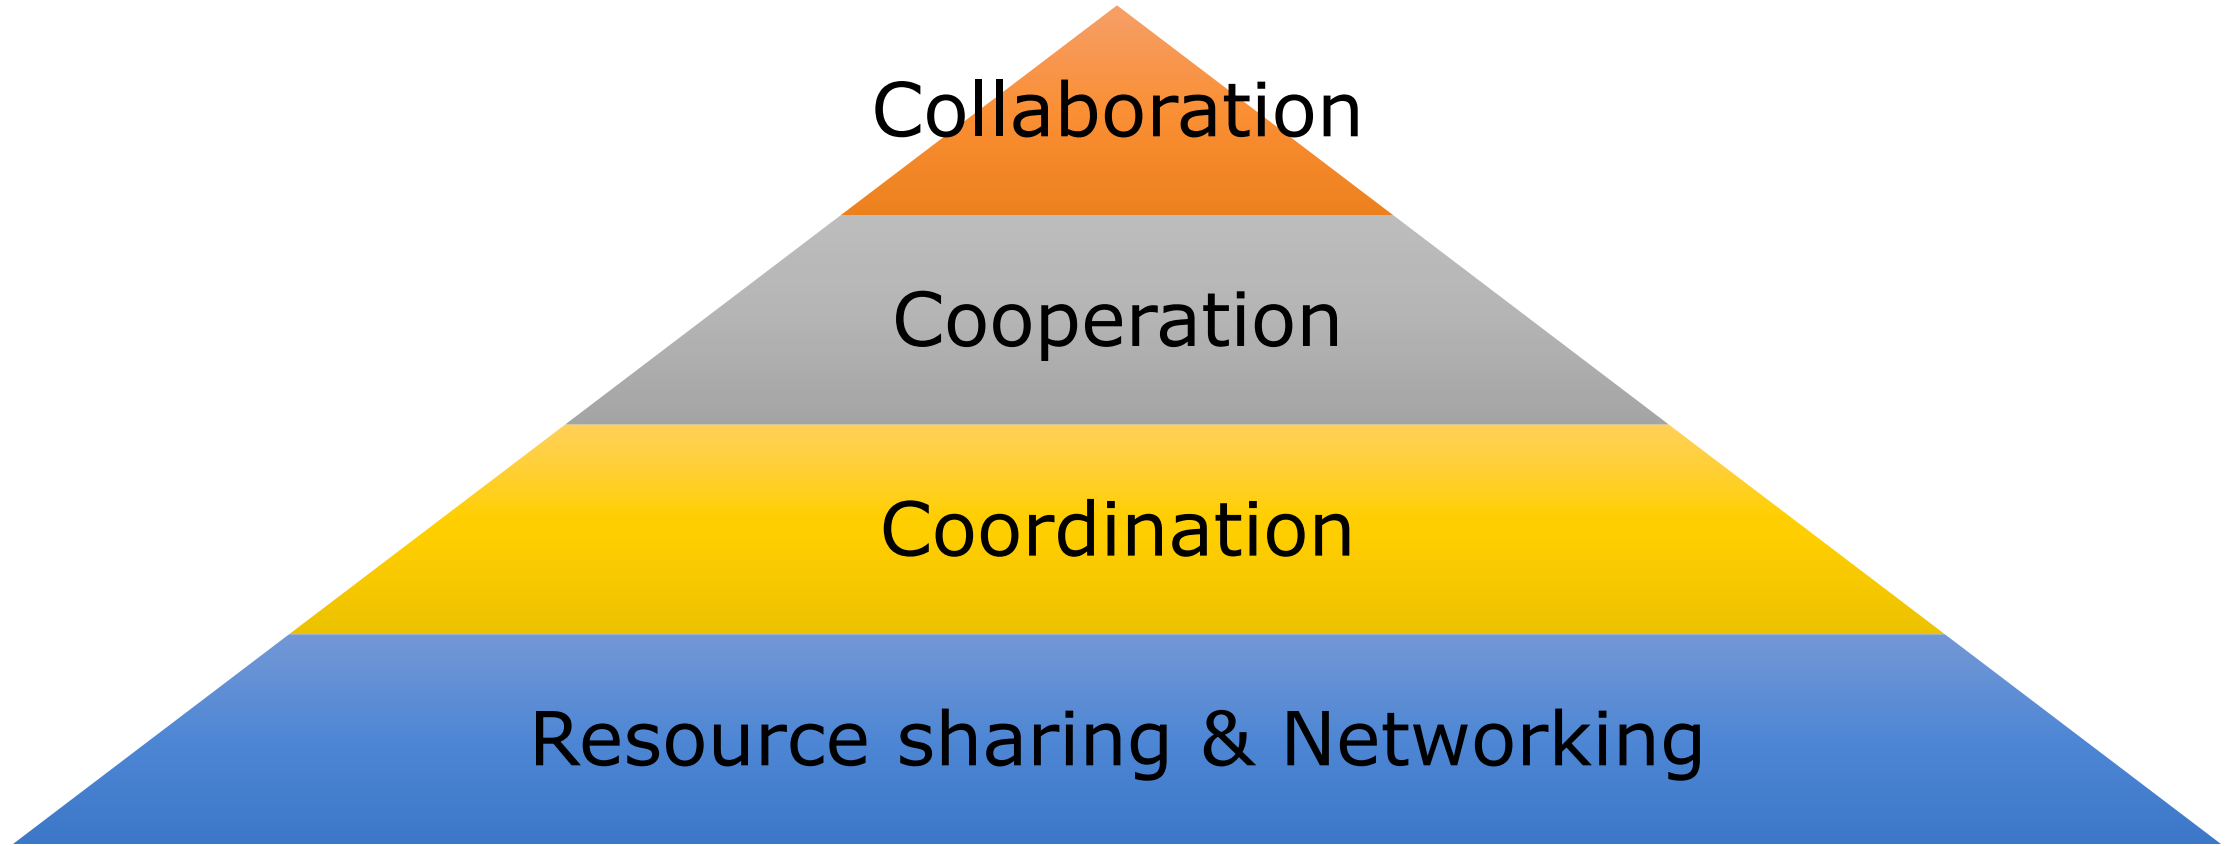 Collaboration
Cooperation
Coordination
Resource sharing & Networking